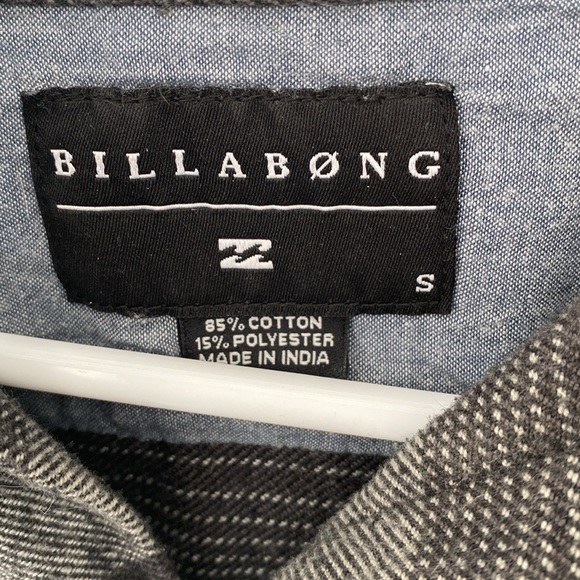 BILLABØNG
S
85% COTTON
15% POLYESTER
MADE IN INDIA